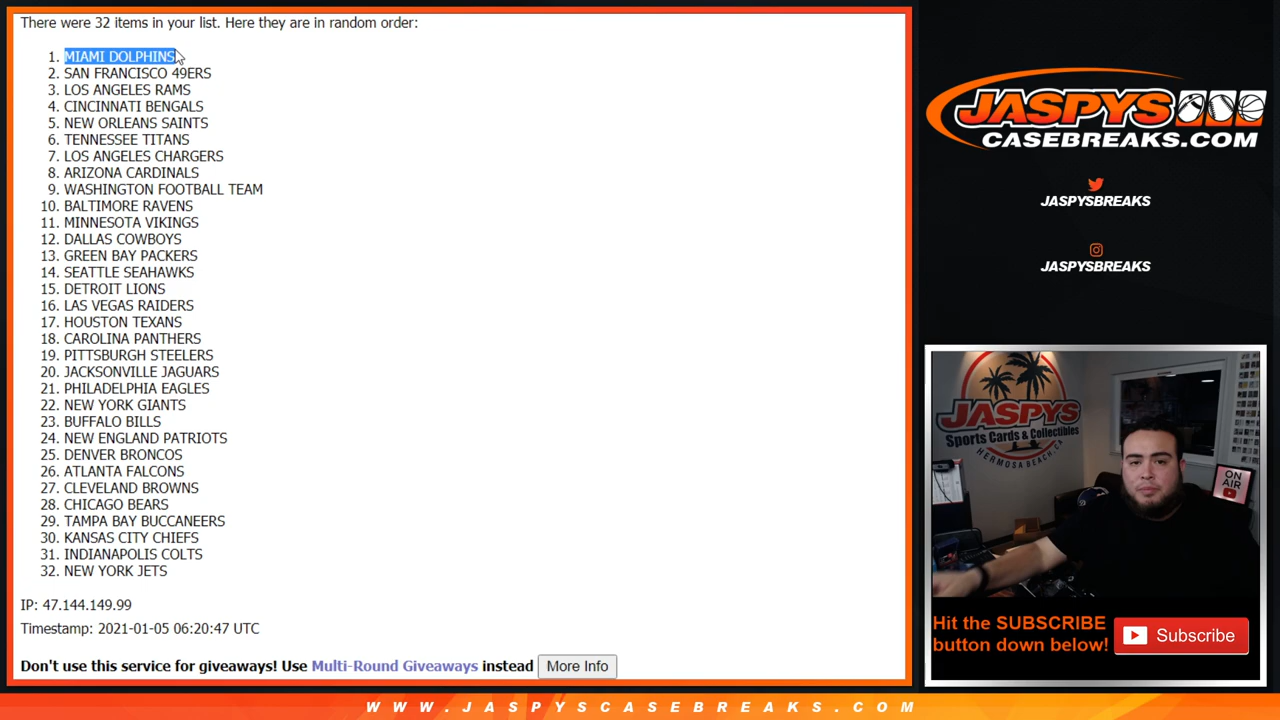 There were 32 items in your list. Here they are in random order:
1. MIAMI DOLPHINS
2. SAN FRANCISCO 49ERS
3. LOS ANGELES RAMS
4. CINCINNATI BENGALS
5. NEW ORLEANS SAINTS
6. TENNESSEE TITANS
7. LOS ANGELES CHARGERS
8. ARIZONA CARDINALS
9. WASHINGTON FOOTBALL TEAM
10. BALTIMORE RAVENS
11. MINNESOTA VIKINGS
12. DALLAS COWBOYS
13. GREEN BAY PACKERS
14. SEATTLE SEAHAWKS
15. DETROIT LIONS
16. LAS VEGAS RAIDERS
17. HOUSTON TEXANS
18. CAROLINA PANTHERS
19. PITTSBURGH STEELERS
20. JACKSONVILLE JAGUARS
21. PHILADELPHIA EAGLES
22. NEW YORK GIANTS
23. BUFFALO BILLS
24. NEW ENGLAND PATRIOTS
25. DENVER BRONCOS
26. ATLANTA FALCONS
27. CLEVELAND BROWNS
28. CHICAGO BEARS
29. TAMPA BAY BUCCANEERS
30. KANSAS CITY CHIEFS
31. INDIANAPOLIS COLTS
32. NEW YORK JETS
IP: 47.144.149.99
Timestamp: 2021-01-05 06:20:47 UTC
Don't use this service for giveaways! Use Multi-Round Giveaways instead More Info
JASPYS
CASEBREAKS.COM
JASPYSBREAKS
JASPYSBREAKS
JASPYS
Sports Cards & Collectibles
HERMOSA BEACH, CA
ON
AIR
Hit the SUBSCRIBE
button down below!
Subscribe
WWW.JASPYSCASEBREAKS.COM